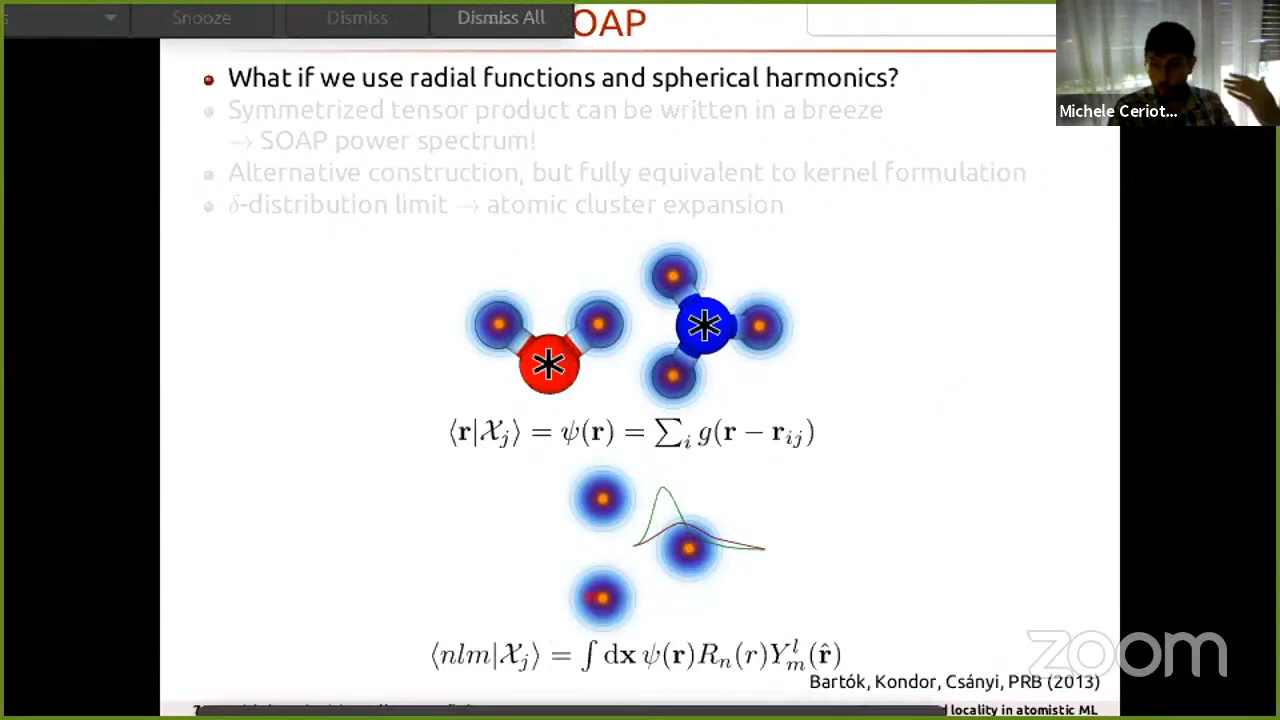 Snooze
Dismiss
Dismiss All
OAP
What if we use radial functions and spherical harmonics?
Michele Ceriot...
Symmetrized tensor product can be written in a breeze
→ SOAP power spectrum!
Alternative construction, but fully equivalent to kernel formulation
δ-distribution limit → atomic cluster expansion
*
*
⟨r|𝒳ⱼ⟩ = ψ(r) = ∑ᵢ g(r − rᵢⱼ)
⟨nlm|𝒳ⱼ⟩ = ∫ dx ψ(r)Rₙ(r)Yˡₘ(r̂)
zoom
Bartók, Kondor, Csányi, PRB (2013)
7
locality in atomistic ML